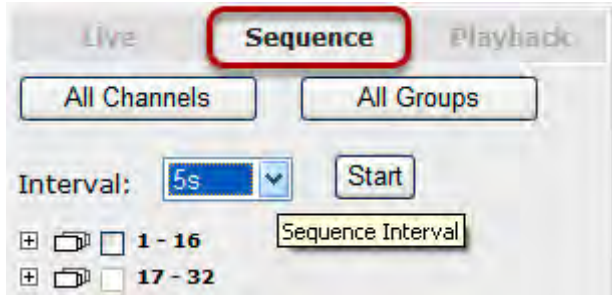 Live Sequence Playback
All Channels All Groups
Interval: 5s Start
Sequence Interval
1 - 16
17 - 32